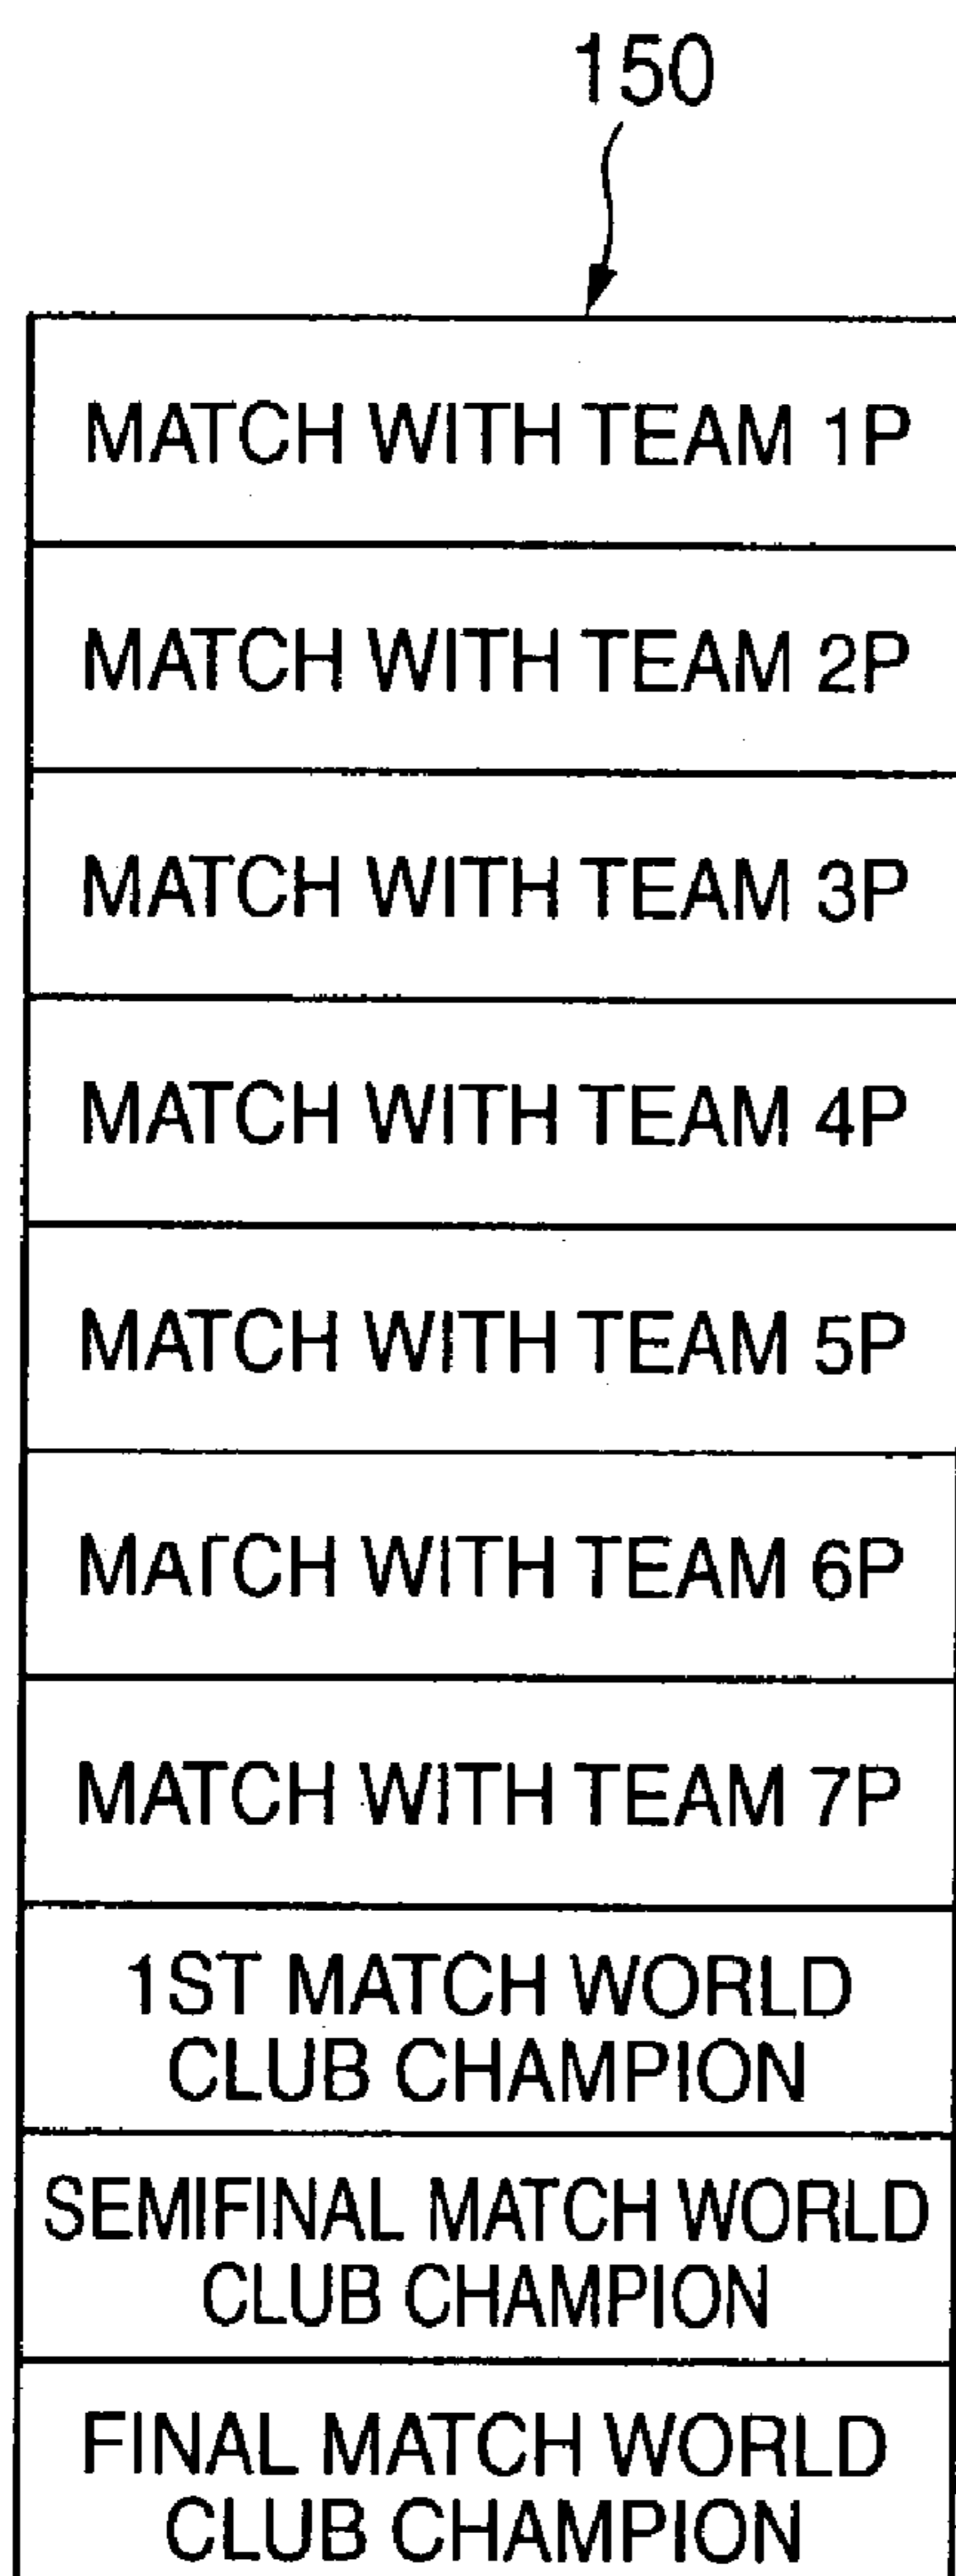 150
MATCH WITH TEAM 1P
MATCH WITH TEAM 2P
MATCH WITH TEAM 3P
MATCH WITH TEAM 4P
MATCH WITH TEAM 5P
MATCH WITH TEAM 6P
MATCH WITH TEAM 7P
1ST MATCH WORLD
CLUB CHAMPION
SEMIFINAL MATCH WORLD
CLUB CHAMPION
FINAL MATCH WORLD
CLUB CHAMPION